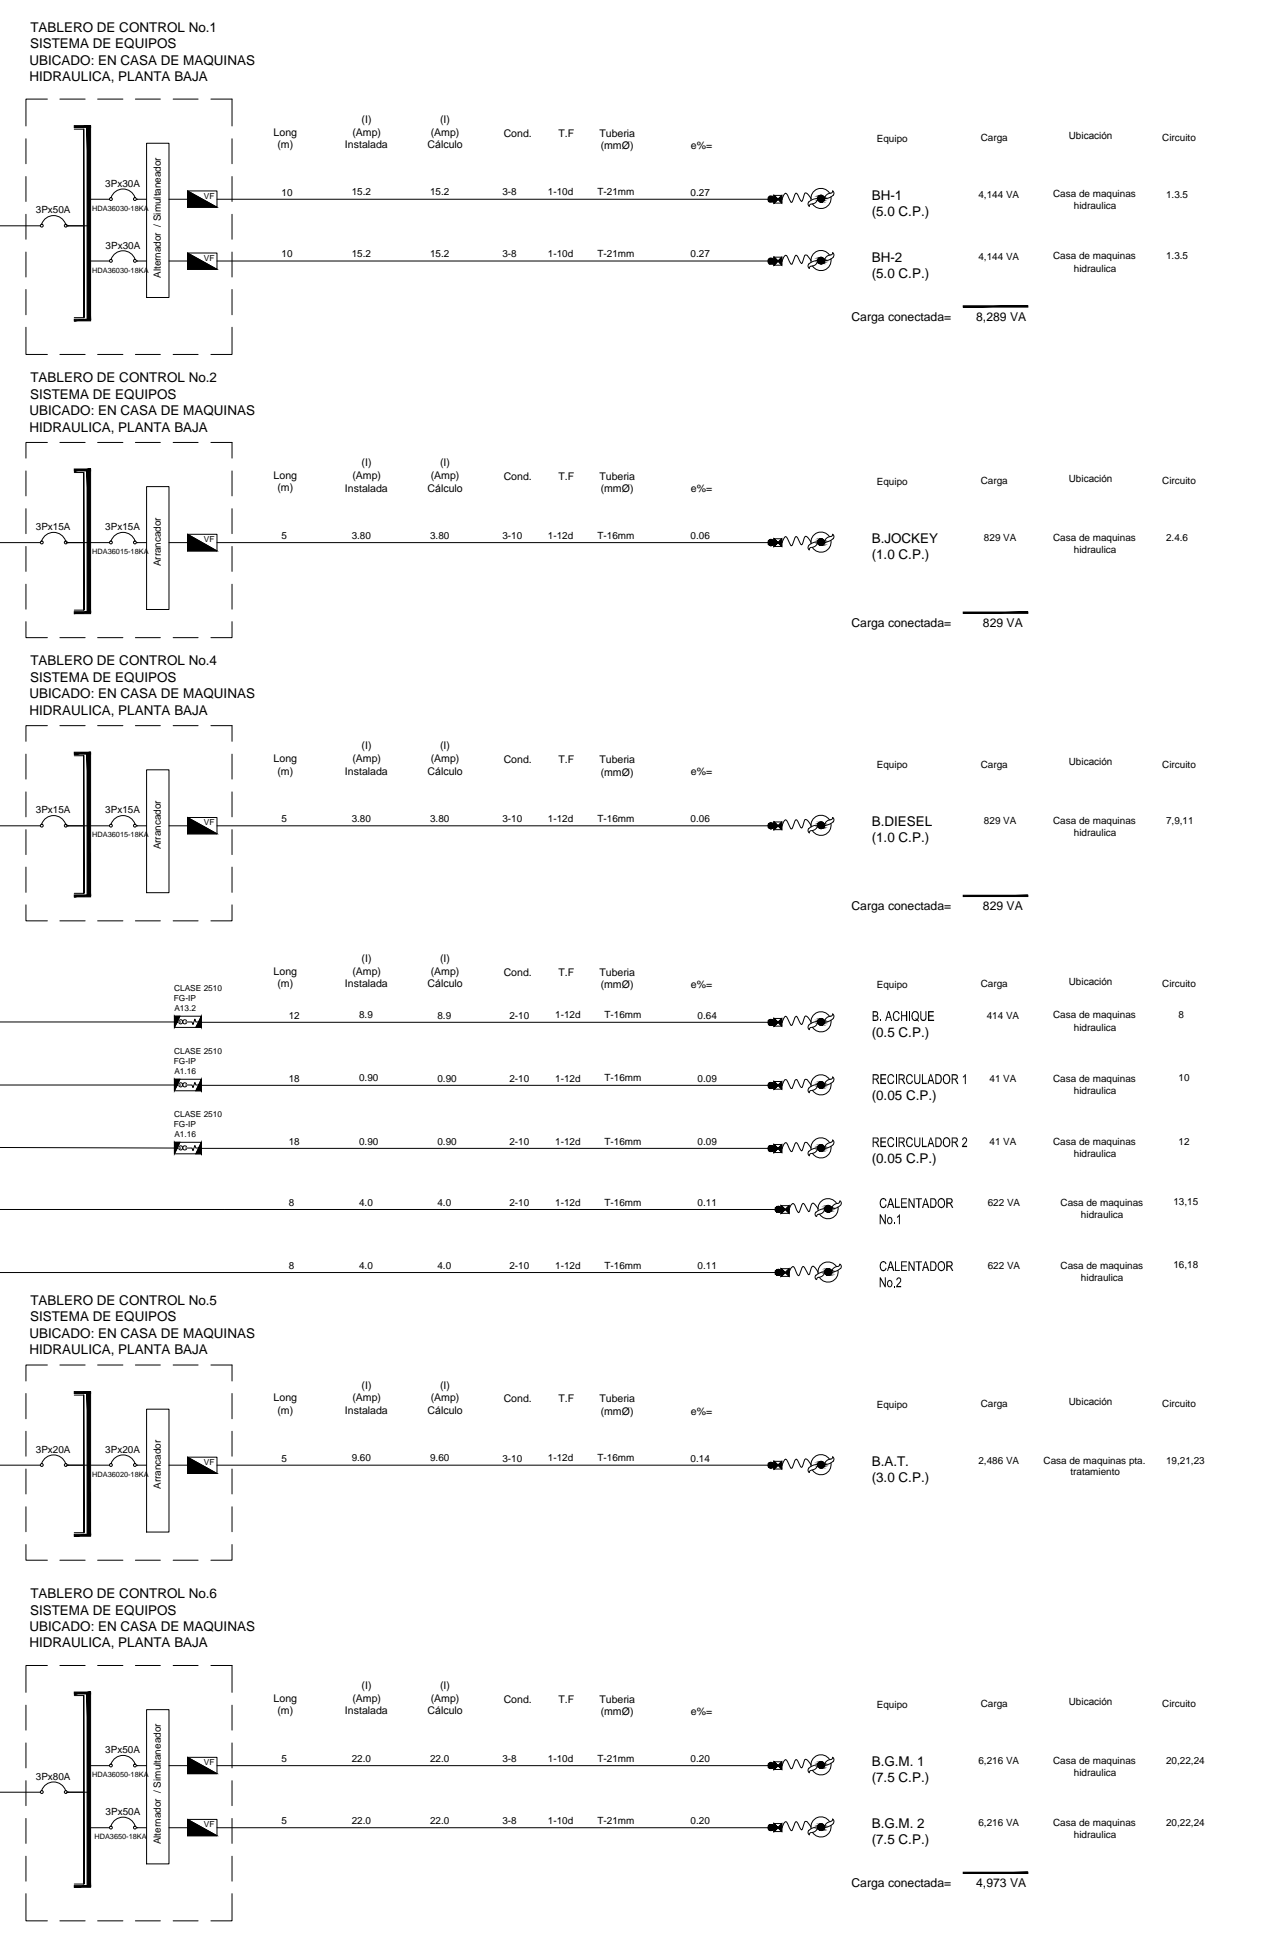 TABLERO DE CONTROL No.1
SISTEMA DE EQUIPOS
UBICADO: EN CASA DE MAQUINAS
HIDRAULICA, PLANTA BAJA
Long (m) (I) (Amp) Instalada (I) (Amp) Cálculo Cond. T.F Tuberia (mmØ) e%= Equipo Carga Ubicación Circuito
3Px50A
3Px30A
HDA36030-18KA
3Px30A
HDA36030-18KA
Alternador / Simultaneador
VF 10 15.2 15.2 3-8 1-10d T-21mm 0.27 BH-1 (5.0 C.P.) 4,144 VA Casa de maquinas hidraulica 1.3.5
VF 10 15.2 15.2 3-8 1-10d T-21mm 0.27 BH-2 (5.0 C.P.) 4,144 VA Casa de maquinas hidraulica 1.3.5
Carga conectada= 8,289 VA
TABLERO DE CONTROL No.2
SISTEMA DE EQUIPOS
UBICADO: EN CASA DE MAQUINAS
HIDRAULICA, PLANTA BAJA
Long (m) (I) (Amp) Instalada (I) (Amp) Cálculo Cond. T.F Tuberia (mmØ) e%= Equipo Carga Ubicación Circuito
3Px15A
3Px15A
HDA36015-18KA
Arrancador
VF 5 3.80 3.80 3-10 1-12d T-16mm 0.06 B.JOCKEY (1.0 C.P.) 829 VA Casa de maquinas hidraulica 2.4.6
Carga conectada= 829 VA
TABLERO DE CONTROL No.4
SISTEMA DE EQUIPOS
UBICADO: EN CASA DE MAQUINAS
HIDRAULICA, PLANTA BAJA
Long (m) (I) (Amp) Instalada (I) (Amp) Cálculo Cond. T.F Tuberia (mmØ) e%= Equipo Carga Ubicación Circuito
3Px15A
3Px15A
HDA36015-18KA
Arrancador
VF 5 3.80 3.80 3-10 1-12d T-16mm 0.06 B.DIESEL (1.0 C.P.) 829 VA Casa de maquinas hidraulica 7,9,11
Carga conectada= 829 VA
Long (m) (I) (Amp) Instalada (I) (Amp) Cálculo Cond. T.F Tuberia (mmØ) e%= Equipo Carga Ubicación Circuito
CLASE 2510
FG-IP
A13.2
12 8.9 8.9 2-10 1-12d T-16mm 0.64 B. ACHIQUE (0.5 C.P.) 414 VA Casa de maquinas hidraulica 8
CLASE 2510
FG-IP
A1.16
18 0.90 0.90 2-10 1-12d T-16mm 0.09 RECIRCULADOR 1 (0.05 C.P.) 41 VA Casa de maquinas hidraulica 10
CLASE 2510
FG-IP
A1.16
18 0.90 0.90 2-10 1-12d T-16mm 0.09 RECIRCULADOR 2 (0.05 C.P.) 41 VA Casa de maquinas hidraulica 12
8 4.0 4.0 2-10 1-12d T-16mm 0.11 CALENTADOR No.1 622 VA Casa de maquinas hidraulica 13,15
8 4.0 4.0 2-10 1-12d T-16mm 0.11 CALENTADOR No.2 622 VA Casa de maquinas hidraulica 16,18
TABLERO DE CONTROL No.5
SISTEMA DE EQUIPOS
UBICADO: EN CASA DE MAQUINAS
HIDRAULICA, PLANTA BAJA
Long (m) (I) (Amp) Instalada (I) (Amp) Cálculo Cond. T.F Tuberia (mmØ) e%= Equipo Carga Ubicación Circuito
3Px20A
3Px20A
HDA36020-18KA
Arrancador
VF 5 9.60 9.60 3-10 1-12d T-16mm 0.14 B.A.T. (3.0 C.P.) 2,486 VA Casa de maquinas pta. tratamiento 19,21,23
TABLERO DE CONTROL No.6
SISTEMA DE EQUIPOS
UBICADO: EN CASA DE MAQUINAS
HIDRAULICA, PLANTA BAJA
Long (m) (I) (Amp) Instalada (I) (Amp) Cálculo Cond. T.F Tuberia (mmØ) e%= Equipo Carga Ubicación Circuito
3Px80A
3Px50A
HDA36050-18KA
3Px50A
HDA3650-18KA
Alternador / Simultaneador
VF 5 22.0 22.0 3-8 1-10d T-21mm 0.20 B.G.M. 1 (7.5 C.P.) 6,216 VA Casa de maquinas hidraulica 20,22,24
VF 5 22.0 22.0 3-8 1-10d T-21mm 0.20 B.G.M. 2 (7.5 C.P.) 6,216 VA Casa de maquinas hidraulica 20,22,24
Carga conectada= 4,973 VA